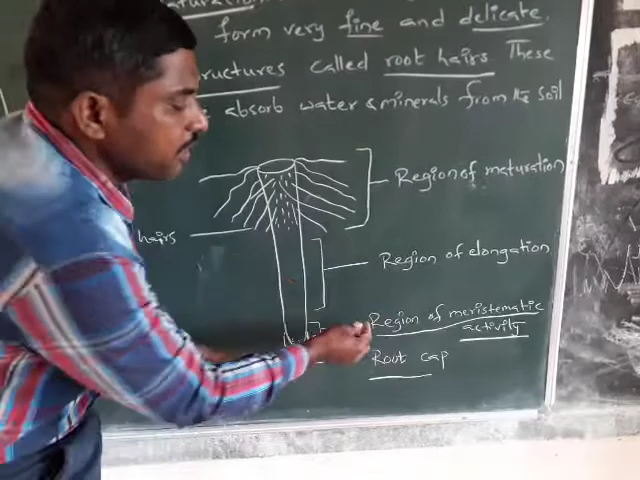 form very fine and delicate.
structures called root hairs These
absorb water & minerals from the soil
Region of maturation
hairs
Region of elongation
Region of meristematic
activity
Root cap